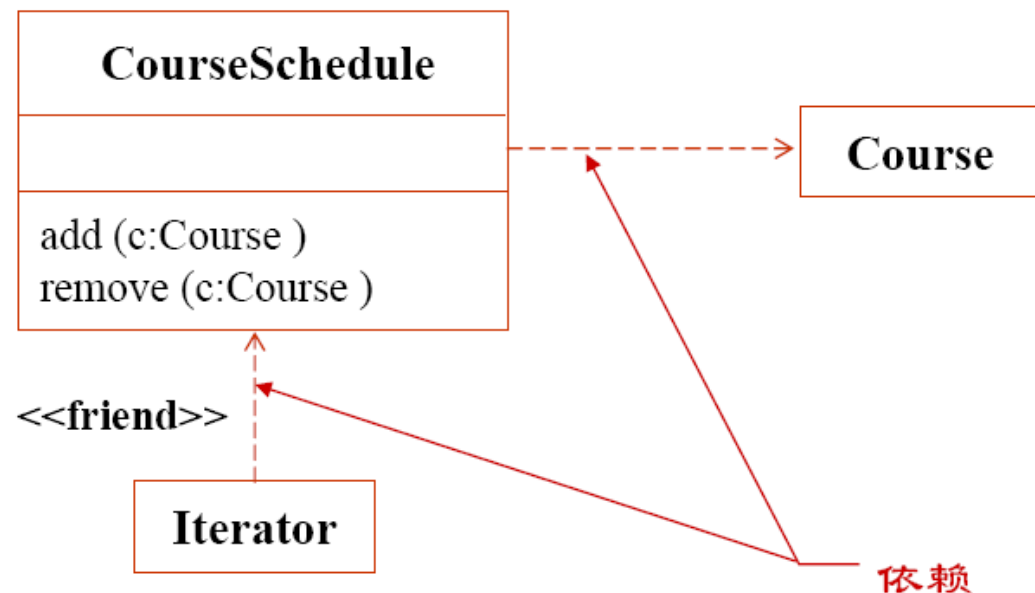 CourseSchedule
Course
add (c:Course )
remove (c:Course )
<<friend>>
Iterator
依赖